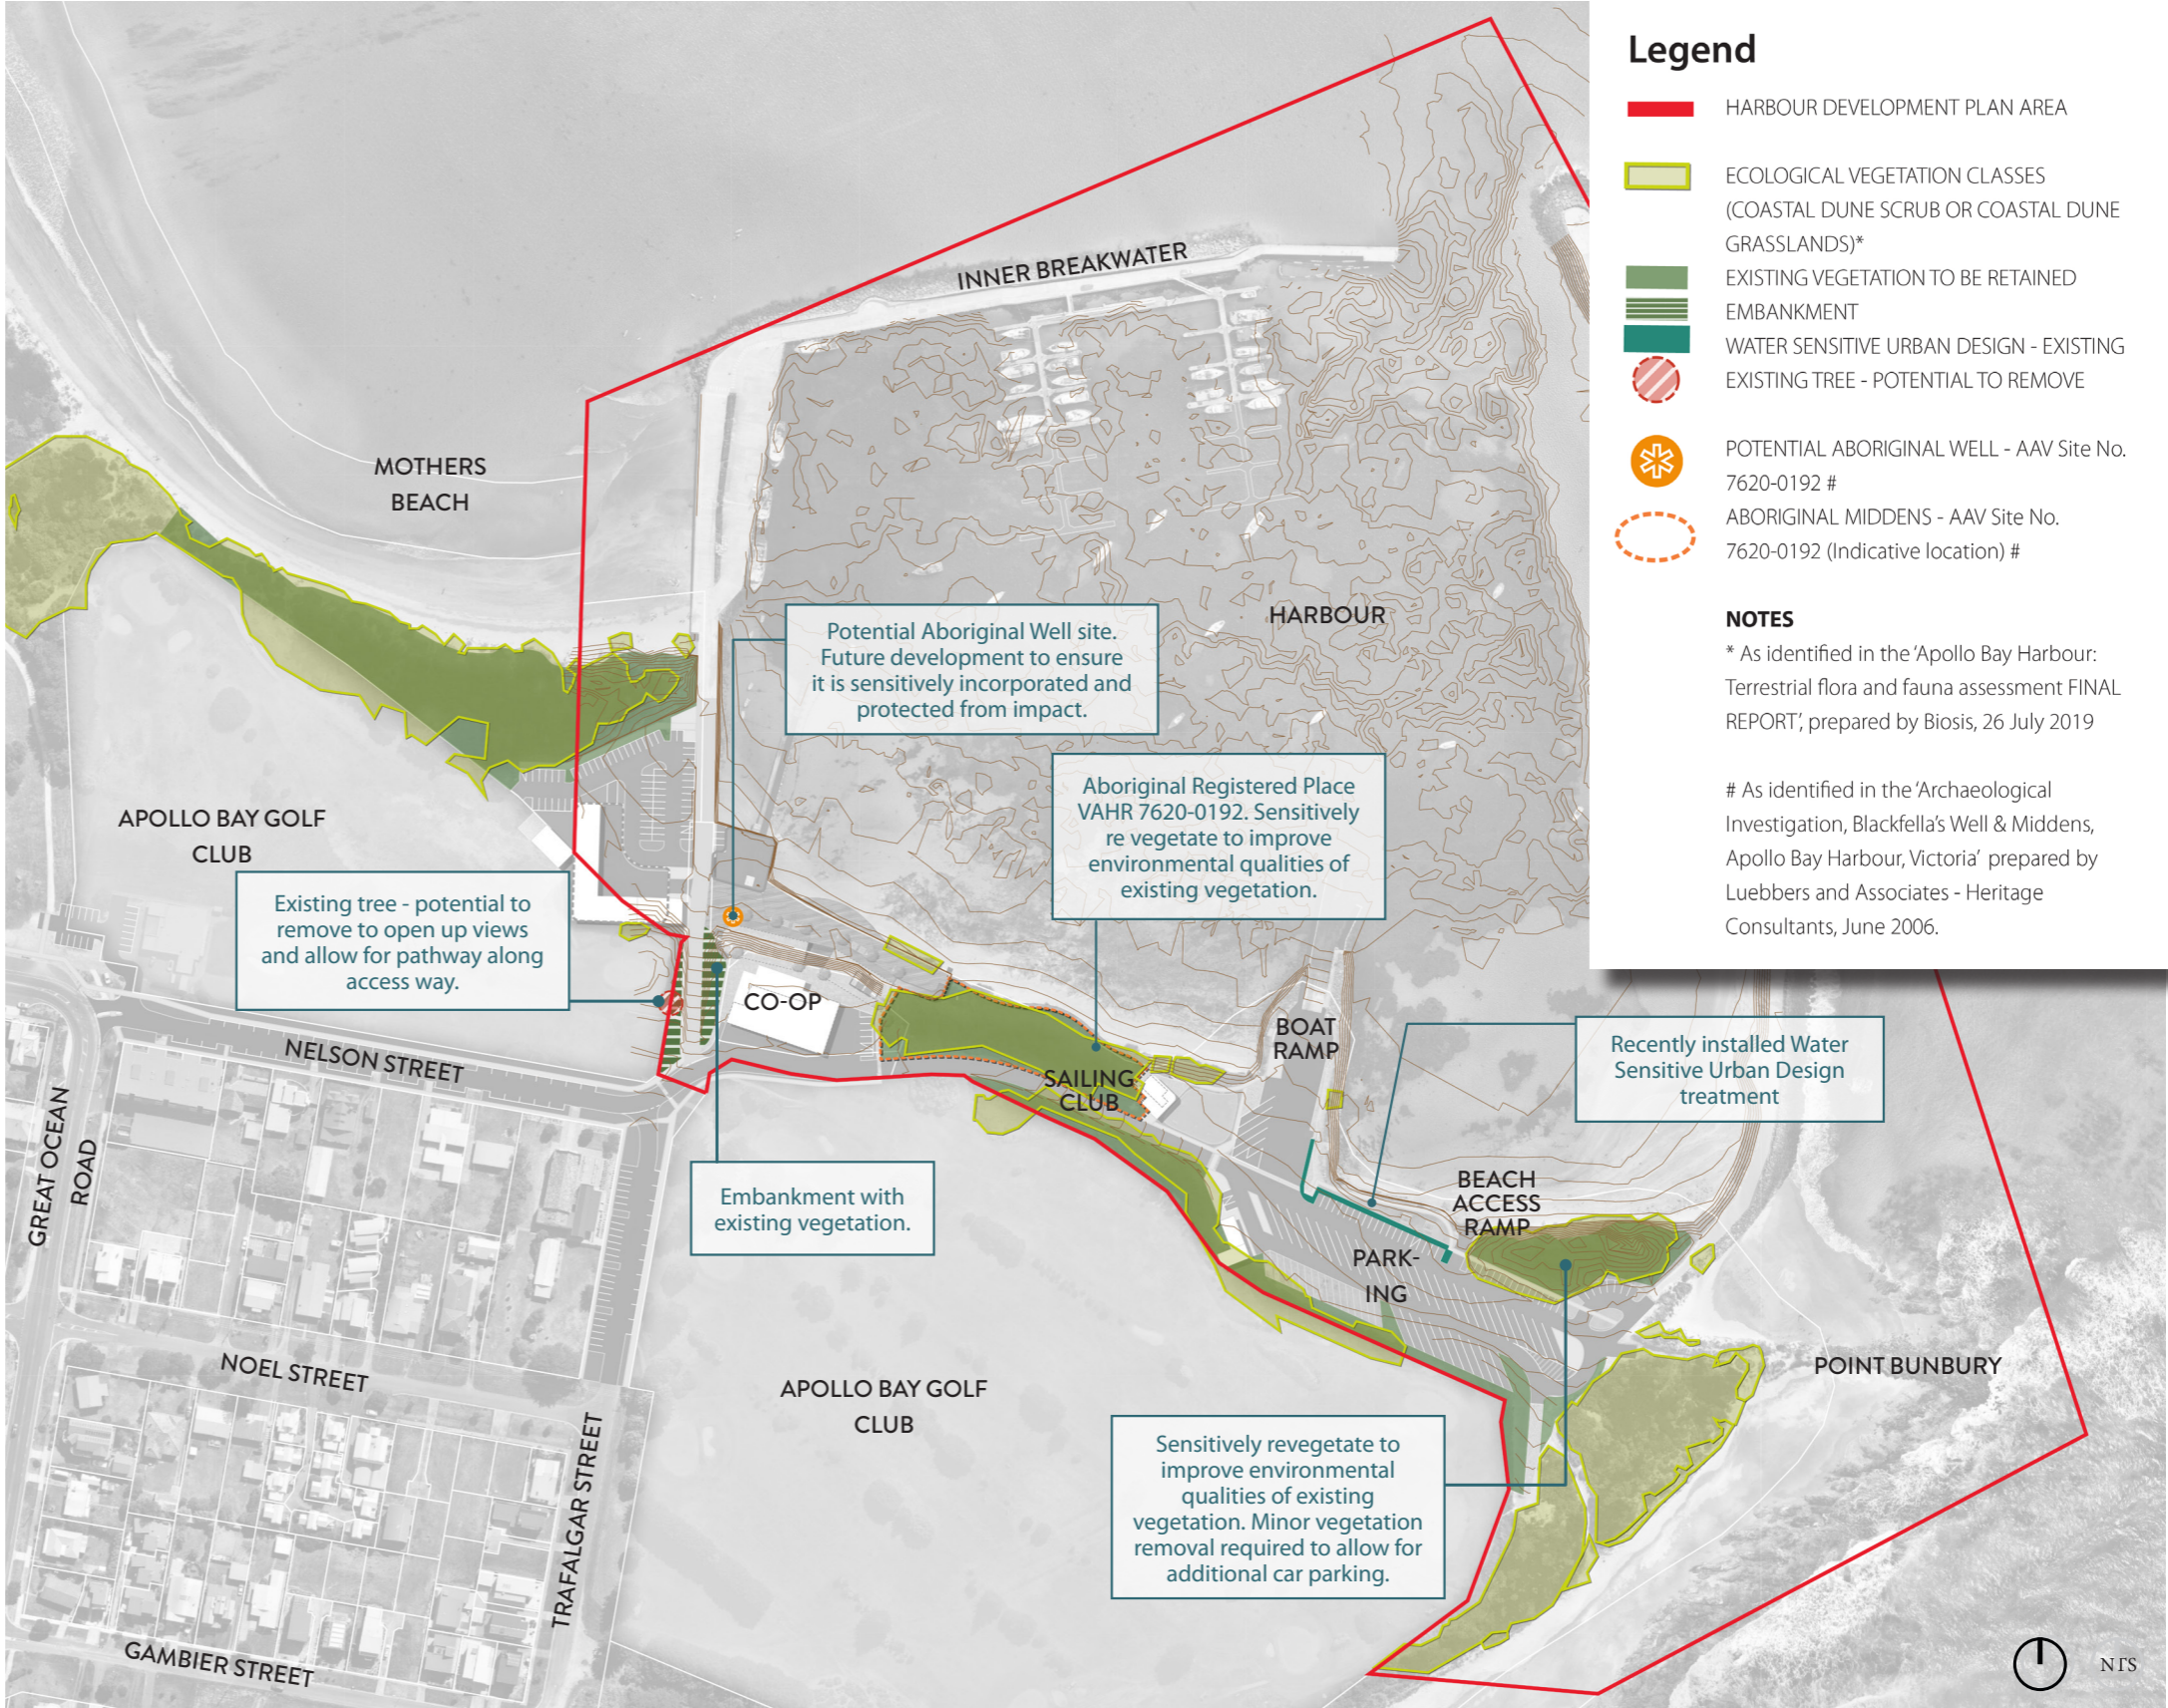 Legend
HARBOUR DEVELOPMENT PLAN AREA
ECOLOGICAL VEGETATION CLASSES
(COASTAL DUNE SCRUB OR COASTAL DUNE
GRASSLANDS)*
EXISTING VEGETATION TO BE RETAINED
EMBANKMENT
WATER SENSITIVE URBAN DESIGN - EXISTING
EXISTING TREE - POTENTIAL TO REMOVE
POTENTIAL ABORIGINAL WELL - AAV Site No.
7620-0192 #
ABORIGINAL MIDDENS - AAV Site No.
7620-0192 (Indicative location) #
NOTES
* As identified in the ‘Apollo Bay Harbour:
Terrestrial flora and fauna assessment FINAL
REPORT’, prepared by Biosis, 26 July 2019
# As identified in the ‘Archaeological
Investigation, Blackfella’s Well & Middens,
Apollo Bay Harbour, Victoria’ prepared by
Luebbers and Associates - Heritage
Consultants, June 2006.
INNER BREAKWATER
MOTHERS
BEACH
HARBOUR
Potential Aboriginal Well site.
Future development to ensure
it is sensitively incorporated and
protected from impact.
Aboriginal Registered Place
VAHR 7620-0192. Sensitively
re vegetate to improve
environmental qualities of
existing vegetation.
APOLLO BAY GOLF
CLUB
Existing tree - potential to
remove to open up views
and allow for pathway along
access way.
CO-OP
BOAT
RAMP
SAILING
CLUB
Recently installed Water
Sensitive Urban Design
treatment
NELSON STREET
GREAT OCEAN
ROAD
Embankment with
existing vegetation.
BEACH
ACCESS
RAMP
PARK-
ING
NOEL STREET
POINT BUNBURY
APOLLO BAY GOLF
CLUB
Sensitively revegetate to
improve environmental
qualities of existing
vegetation. Minor vegetation
removal required to allow for
additional car parking.
TRAFALGAR STREET
GAMBIER STREET
NTS